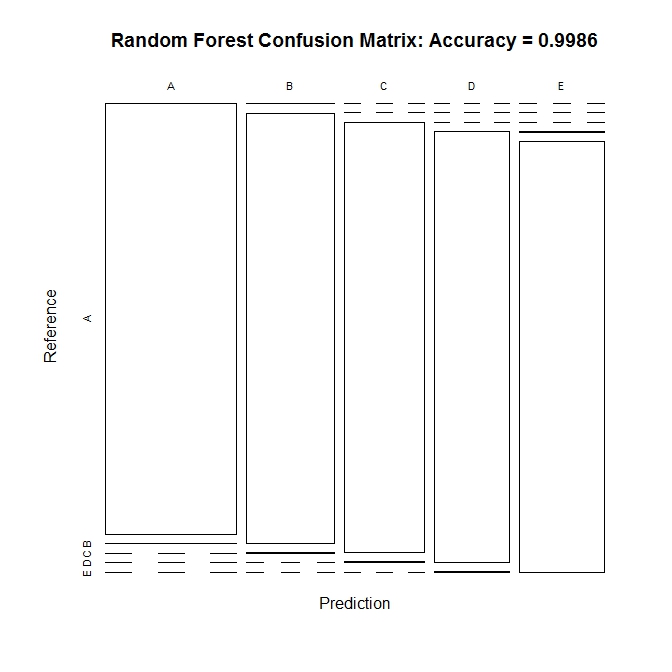 Random Forest Confusion Matrix: Accuracy = 0.9986
A B C D E
Reference
A
B
C
D
E
Prediction